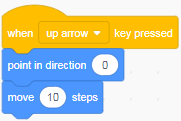 when up arrow key pressed
point in direction 0
move 10 steps